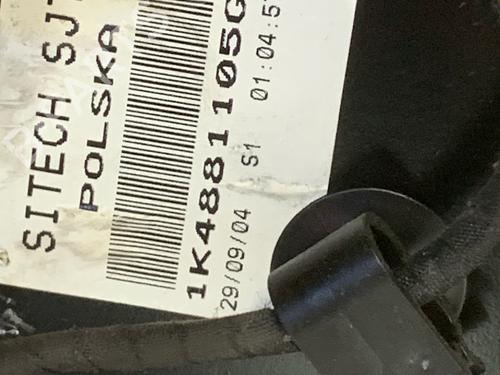 SITECH SJ
POLSKA
1K4881105G
29/09/04 S1 01:04:5